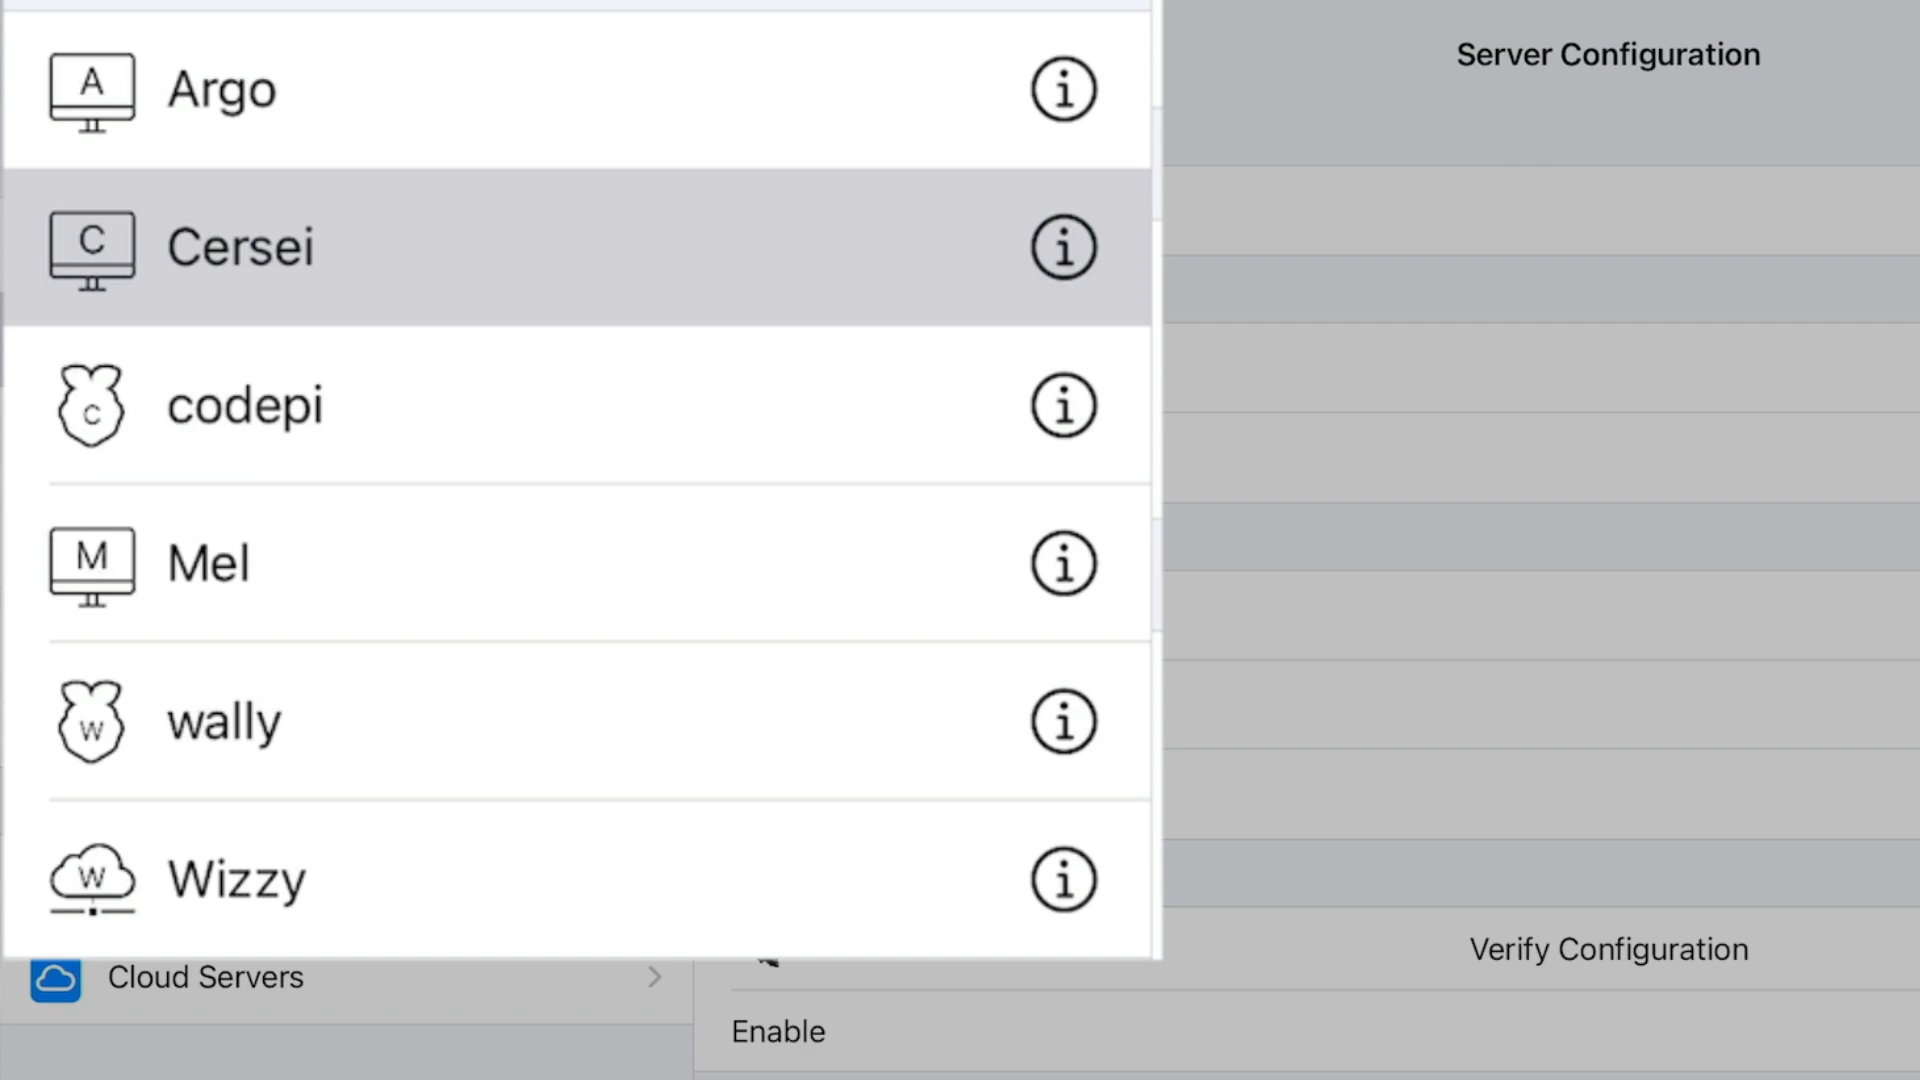 Server Configuration
A Argo
C Cersei
C codepi
M Mel
W wally
W Wizzy
Verify Configuration
Cloud Servers
Enable